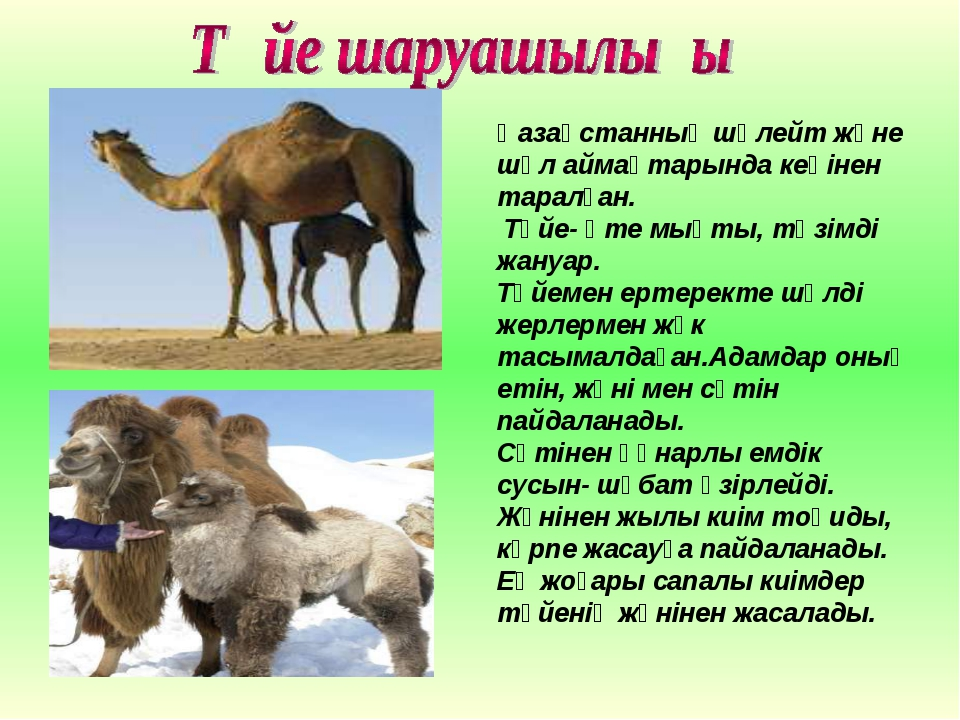 Т йе шаруашылы ы
�аза�станны� ш�лейт ж�не
ш�л айма�тарында ке�інен
тарал�ан.
Т�йе- �те мы�ты, т�зімді
жануар.
Т�йемен ертеректе ш�лді
жерлермен ж�к
тасымалда�ан.Адамдар оны�
етін, ж�ні мен с�тін
пайдаланады.
С�тінен ��нарлы емдік
сусын- ш�бат �зірлейді.
Ж�нінен жылы киім то�иды,
к�рпе жасау�а пайдаланады.
Е� жо�ары сапалы киімдер
т�йені� ж�нінен жасалады.